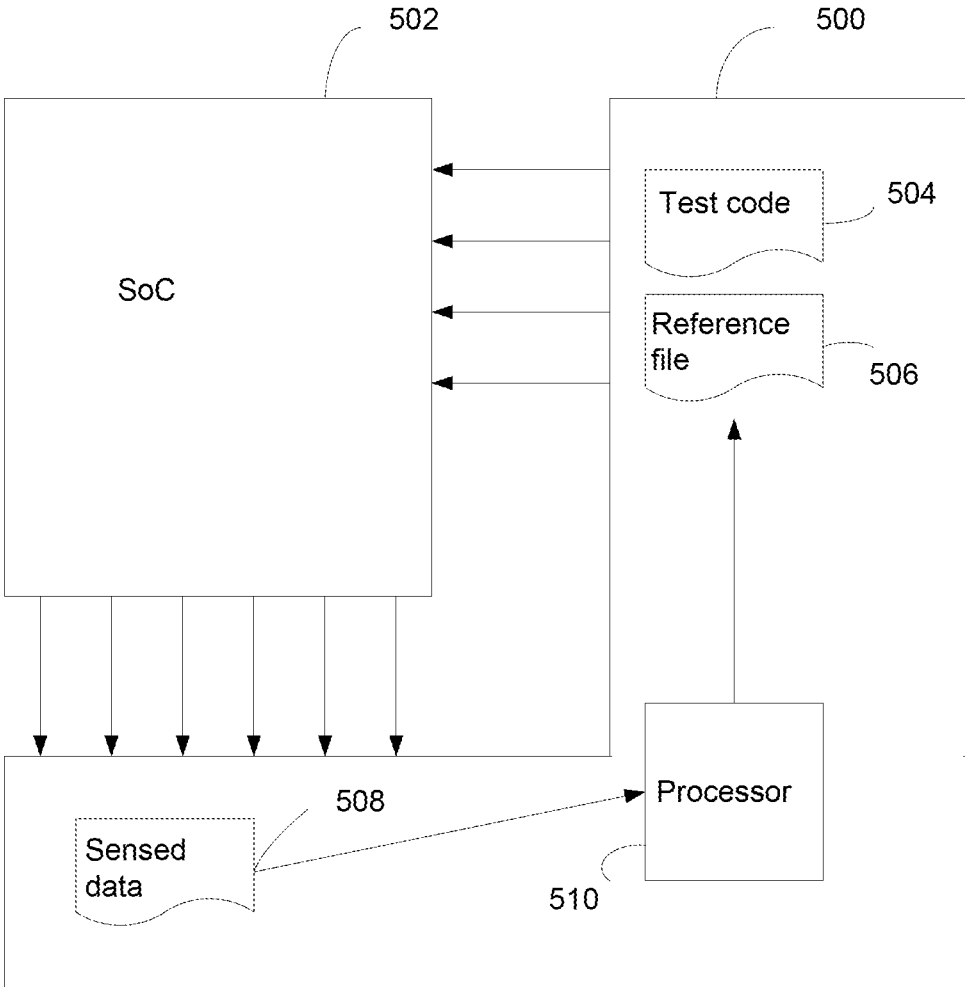 502
500
Test code
504
SoC
Reference
file
506
Processor
508
Sensed
data
510